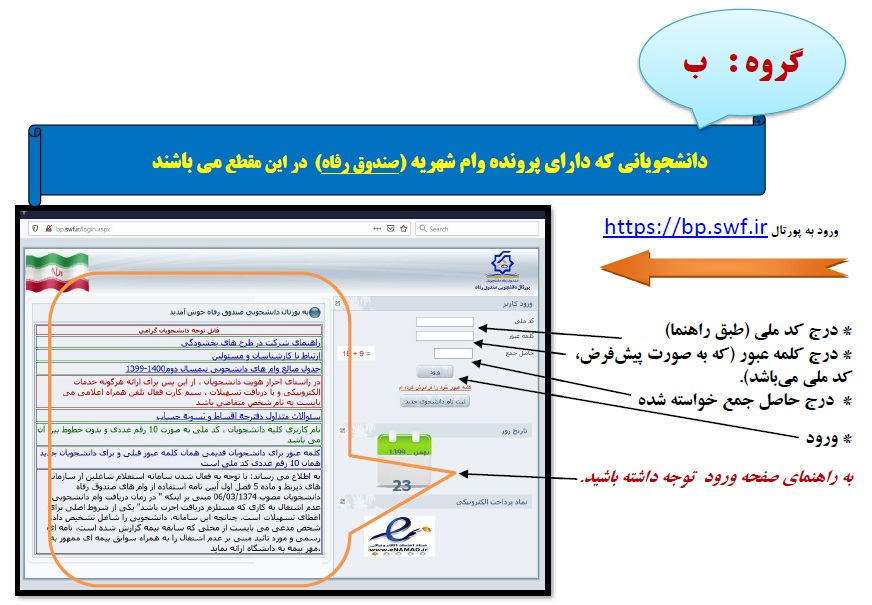 گروه: ب
دانشجویانی که دارای پرونده وام شهریه (صندوق رفاه) در این مقطع می باشند
ورود به پورتال https://bp.swf.ir
* درج کد ملی (طبق راهنما)
* درج کلمه عبور (که به صورت پیش‌فرض، کد ملی می‌باشد).
* درج حاصل جمع خواسته شده
* ورود
به راهنمای صفحه ورود توجه داشته باشید.
bp.swf.ir/login.aspx
Search
پورتال دانشجویی صندوق رفاه
ورود کاربر
کد ملی
کلمه عبور
حاصل جمع
ورود
کلمه عبور خود را فراموش کرده ام
ثبت نام دانشجوی جدید
تاریخ روز
بهمن _ 1399
23
نماد پرداخت الکترونیکی
www.eNAMAD.ir
به پورتال دانشجویی صندوق رفاه خوش آمدید
قابل توجه دانشجویان گرامی
راهنمای شرکت در طرح های بخشودگی
ارتباط با کارشناسان و مسئولین
جدول مبالغ وام های دانشجویی نیمسال دوم1400-1399
در راستای احراز هویت دانشجویان ، از این پس برای ارائه هرگونه خدمات
الکترونیکی و یا دریافت تسهیلات ، سیم کارت فعال تلفن همراه اعلامی می
بایست به نام شخص متقاضی باشد
سئوالات متداول دفترچه اقساط و تسویه حساب
نام کاربری کلیه دانشجویان ، کد ملی به صورت 10 رقم عددی و بدون خطوط بین آن
می باشد
کلمه عبور برای دانشجویان قدیمی همان کلمه عبور قبلی و برای دانشجویان جدید
همان 10 رقم عددی کد ملی است
به اطلاع می رساند: با توجه به فعال شدن سامانه استعلام شاغلین از سازمان
های ذیربط و ماده 5 فصل اول آیین نامه استفاده از وام های صندوق رفاه
دانشجویان مصوب 06/03/1374 مبنی بر اینکه " در زمان دریافت وام دانشجویی
عدم اشتغال به کاری که مستلزم دریافت اجرت باشد" یکی از شروط اصلی برای
اعطای تسهیلات است، چنانچه این سامانه، دانشجویی را شاغل تشخیص داد،
شخص مدعی می بایست از محلی که سابقه بیمه گزارش شده است، نامه ای
رسمی و مورد تائید مبنی بر عدم اشتغال را به همراه سوابق بیمه ای ممهور به
مهر بیمه به دانشگاه ارائه نماید.